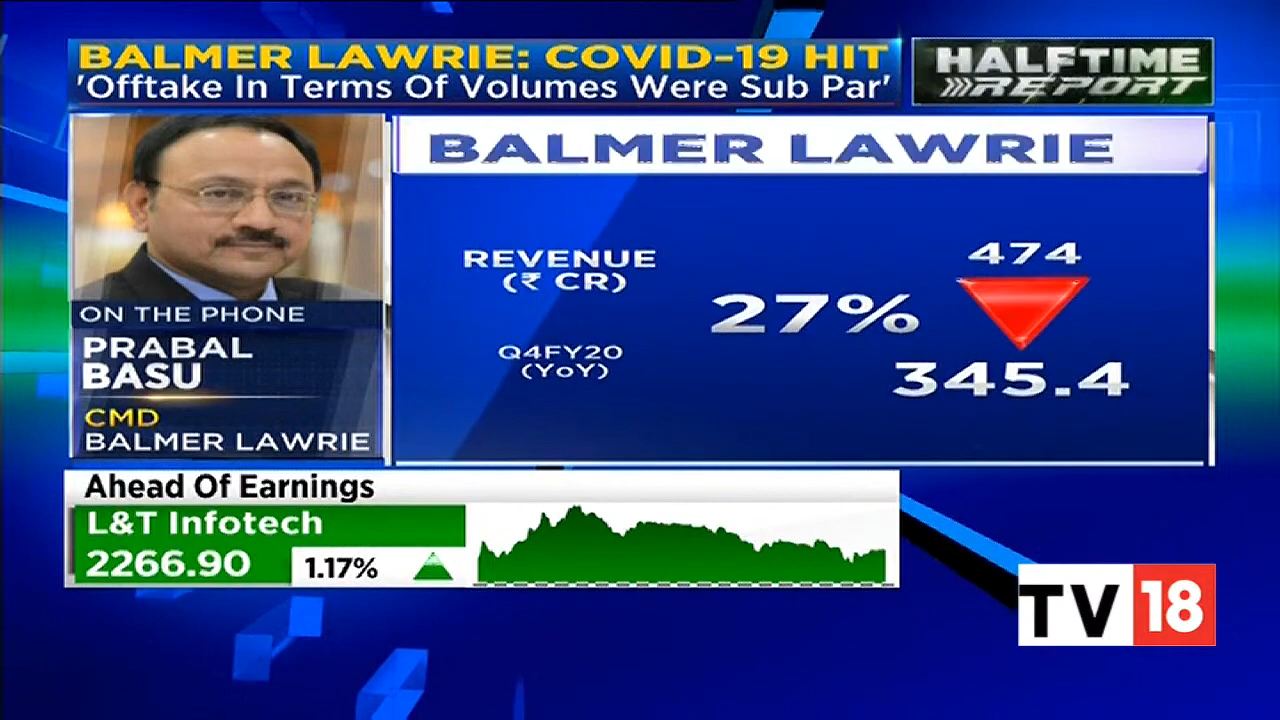 BALMER LAWRIE: COVID-19 HIT
'Offtake In Terms Of Volumes Were Sub Par'
HALFTIME
REPORT
BALMER LAWRIE
ON THE PHONE
PRABAL
BASU
CMD
BALMER LAWRIE
REVENUE
(₹ CR)
Q4FY20
(YoY)
27%
474
345.4
Ahead Of Earnings
L&T Infotech
2266.90
1.17%
TV 18